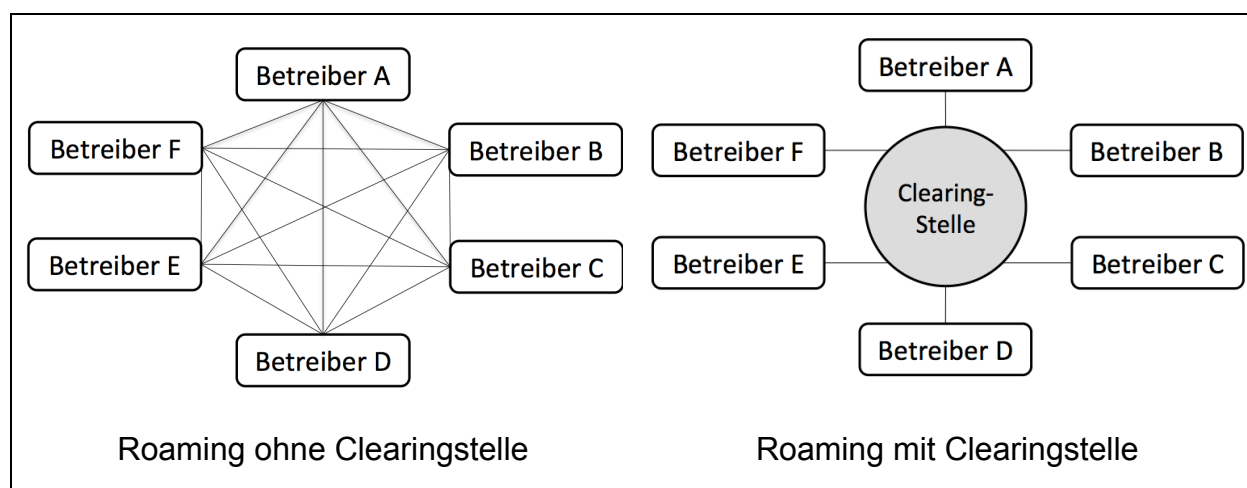 Betreiber A
Betreiber F
Betreiber B
Betreiber E
Betreiber C
Betreiber D
Roaming ohne Clearingstelle
Betreiber A
Betreiber F
Betreiber B
Clearing-
Stelle
Betreiber E
Betreiber C
Betreiber D
Roaming mit Clearingstelle